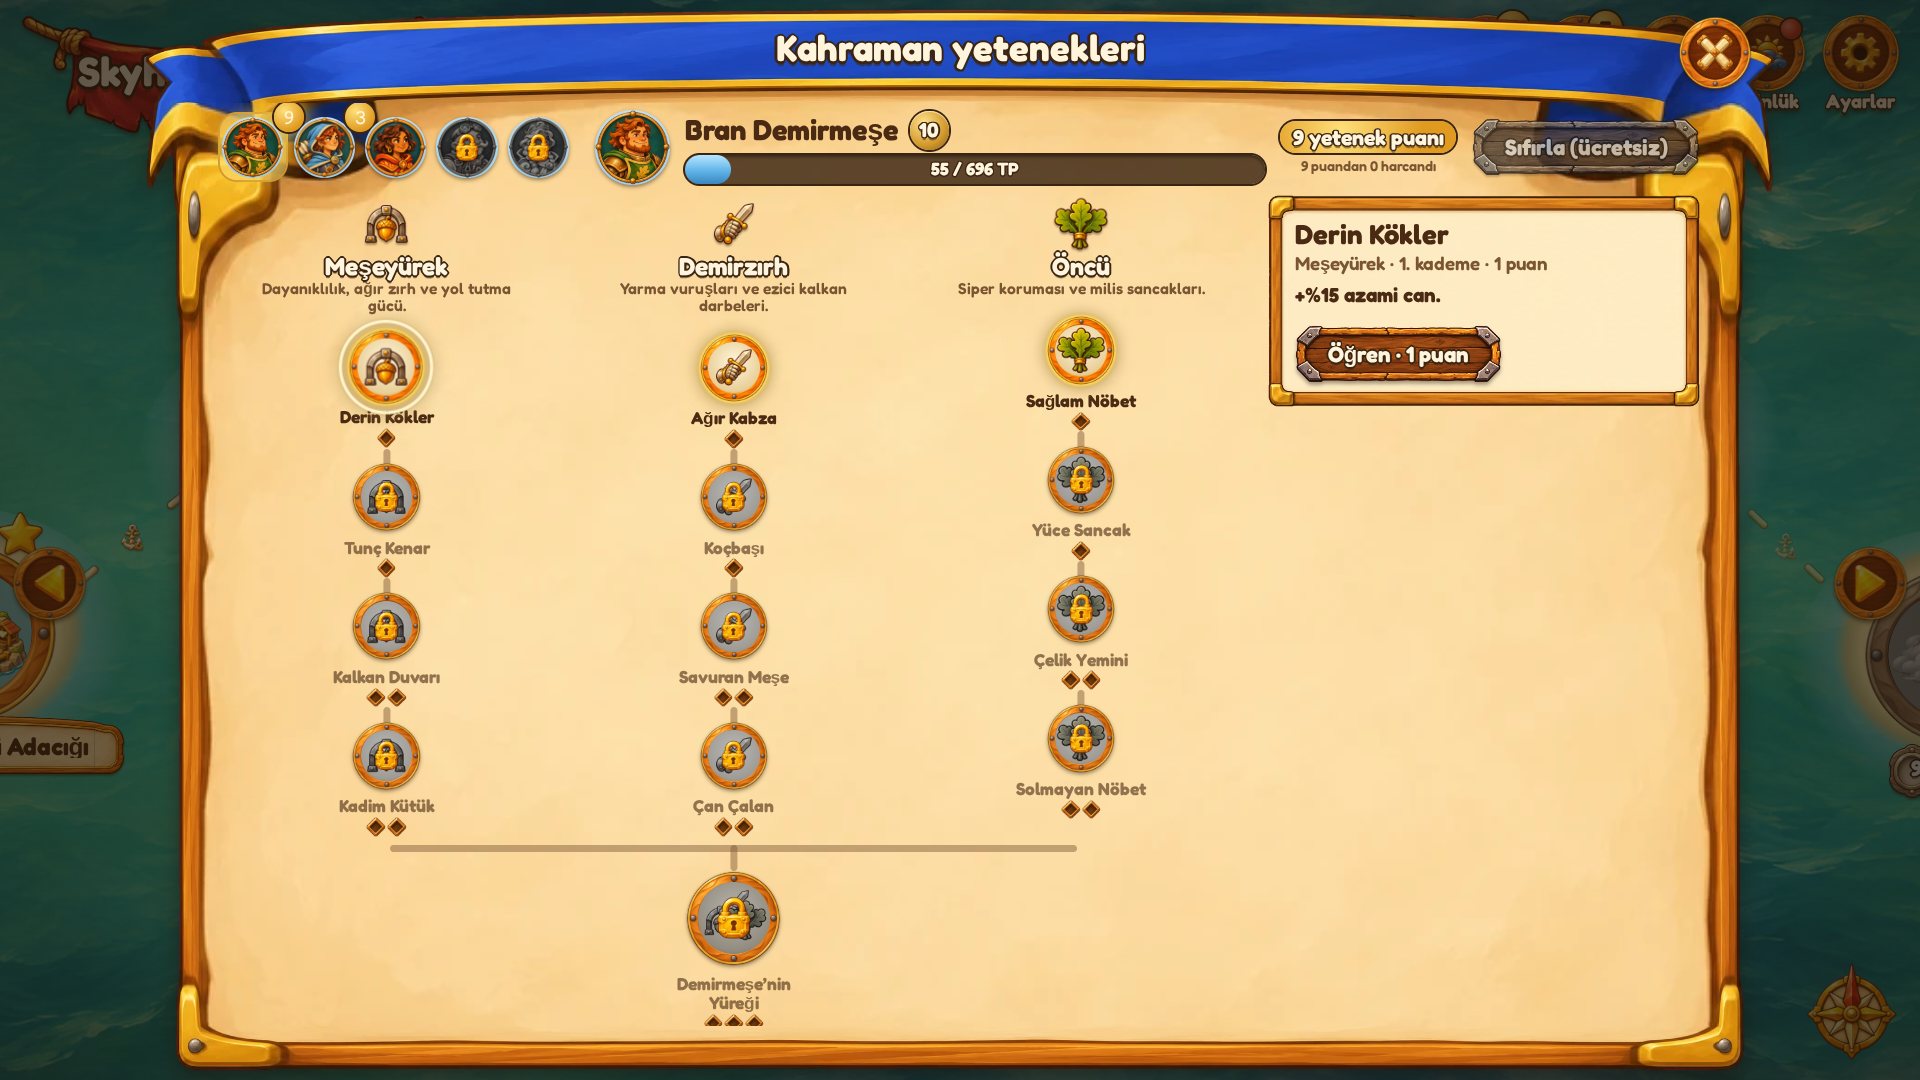 Kahraman yetenekleri
Skyh
nlük
Ayarlar
9
3
Bran Demirmeşe
10
55 / 696 TP
9 yetenek puanı
9 puandan 0 harcandı
Sıfırla (ücretsiz)
Meşeyürek
Dayanıklılık, ağır zırh ve yol tutma
gücü.
Demirzırh
Yarma vuruşları ve ezici kalkan
darbeleri.
Öncü
Siper koruması ve milis sancakları.
Derin Kökler
Meşeyürek · 1. kademe · 1 puan
+%15 azami can.
Öğren · 1 puan
Derin Kökler
Ağır Kabza
Sağlam Nöbet
Tunç Kenar
Koçbaşı
Yüce Sancak
Kalkan Duvarı
Savuran Meşe
Çelik Yemini
Kadim Kütük
Çan Çalan
Solmayan Nöbet
Demirmeşe'nin
Yüreği
Adacığı
9